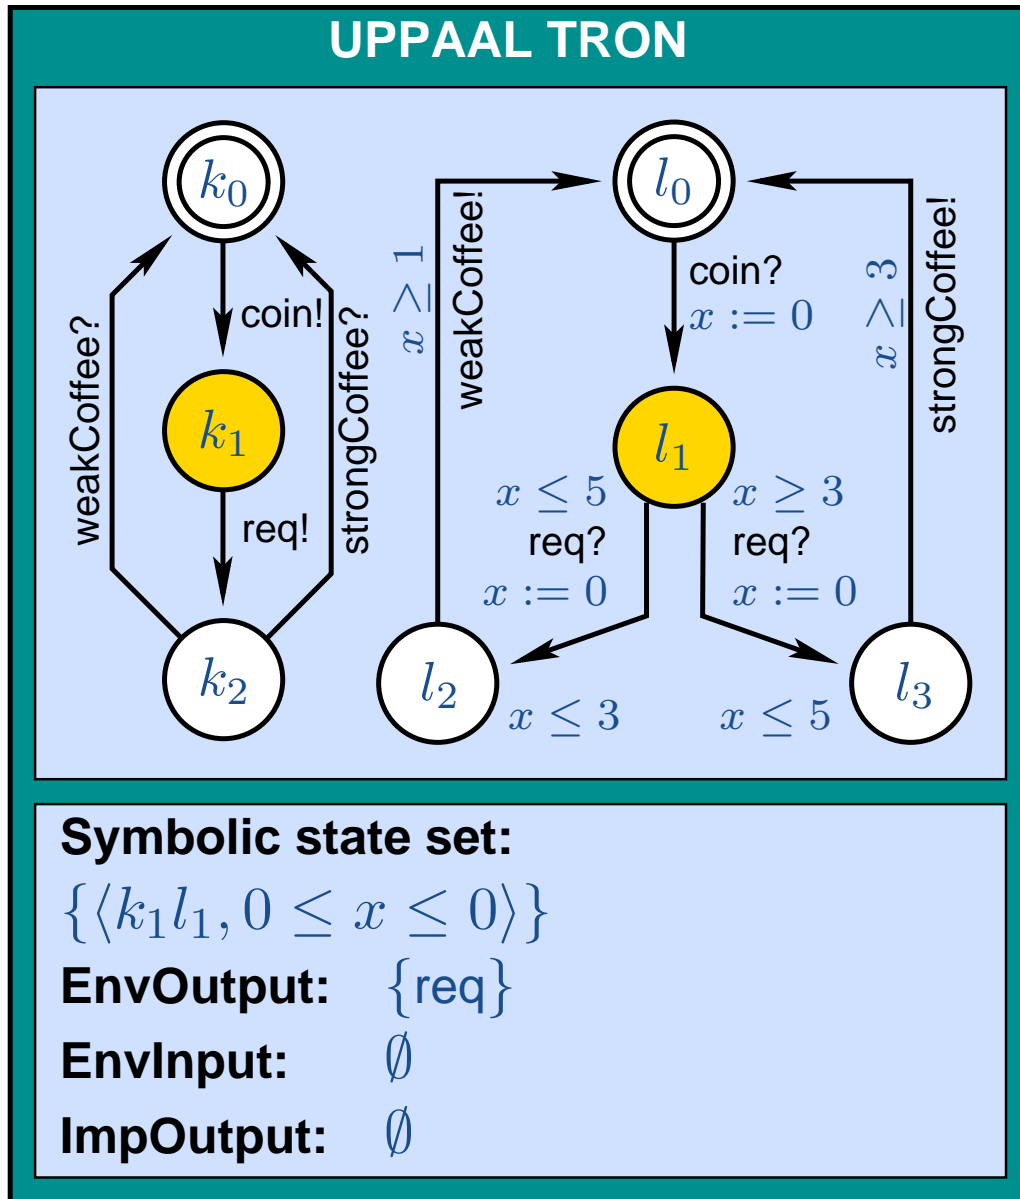 UPPAAL TRON
k₀
l₀
weakCoffee?
coin!
strongCoffee?
x ≥ 1
weakCoffee!
coin?
x := 0
x ≥ 3
strongCoffee!
k₁
l₁
req!
x ≤ 5
req?
x := 0
x ≥ 3
req?
x := 0
k₂
l₂
x ≤ 3
x ≤ 5
l₃
Symbolic state set:
{⟨k₁l₁, 0 ≤ x ≤ 0⟩}
EnvOutput: {req}
EnvInput: ∅
ImpOutput: ∅